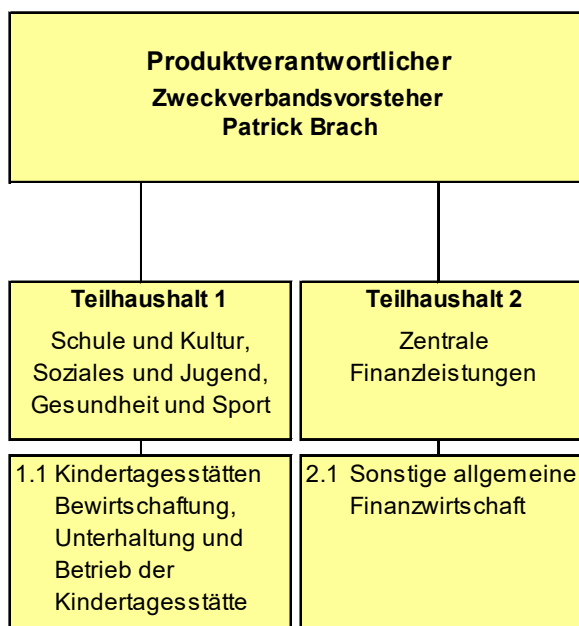 Produktverantwortlicher
Zweckverbandsvorsteher
Patrick Brach
Teilhaushalt 1
Schule und Kultur,
Soziales und Jugend,
Gesundheit und Sport
Teilhaushalt 2
Zentrale
Finanzleistungen
1.1 Kindertagesstätten
Bewirtschaftung,
Unterhaltung und
Betrieb der
Kindertagesstätte
2.1 Sonstige allgemeine
Finanzwirtschaft